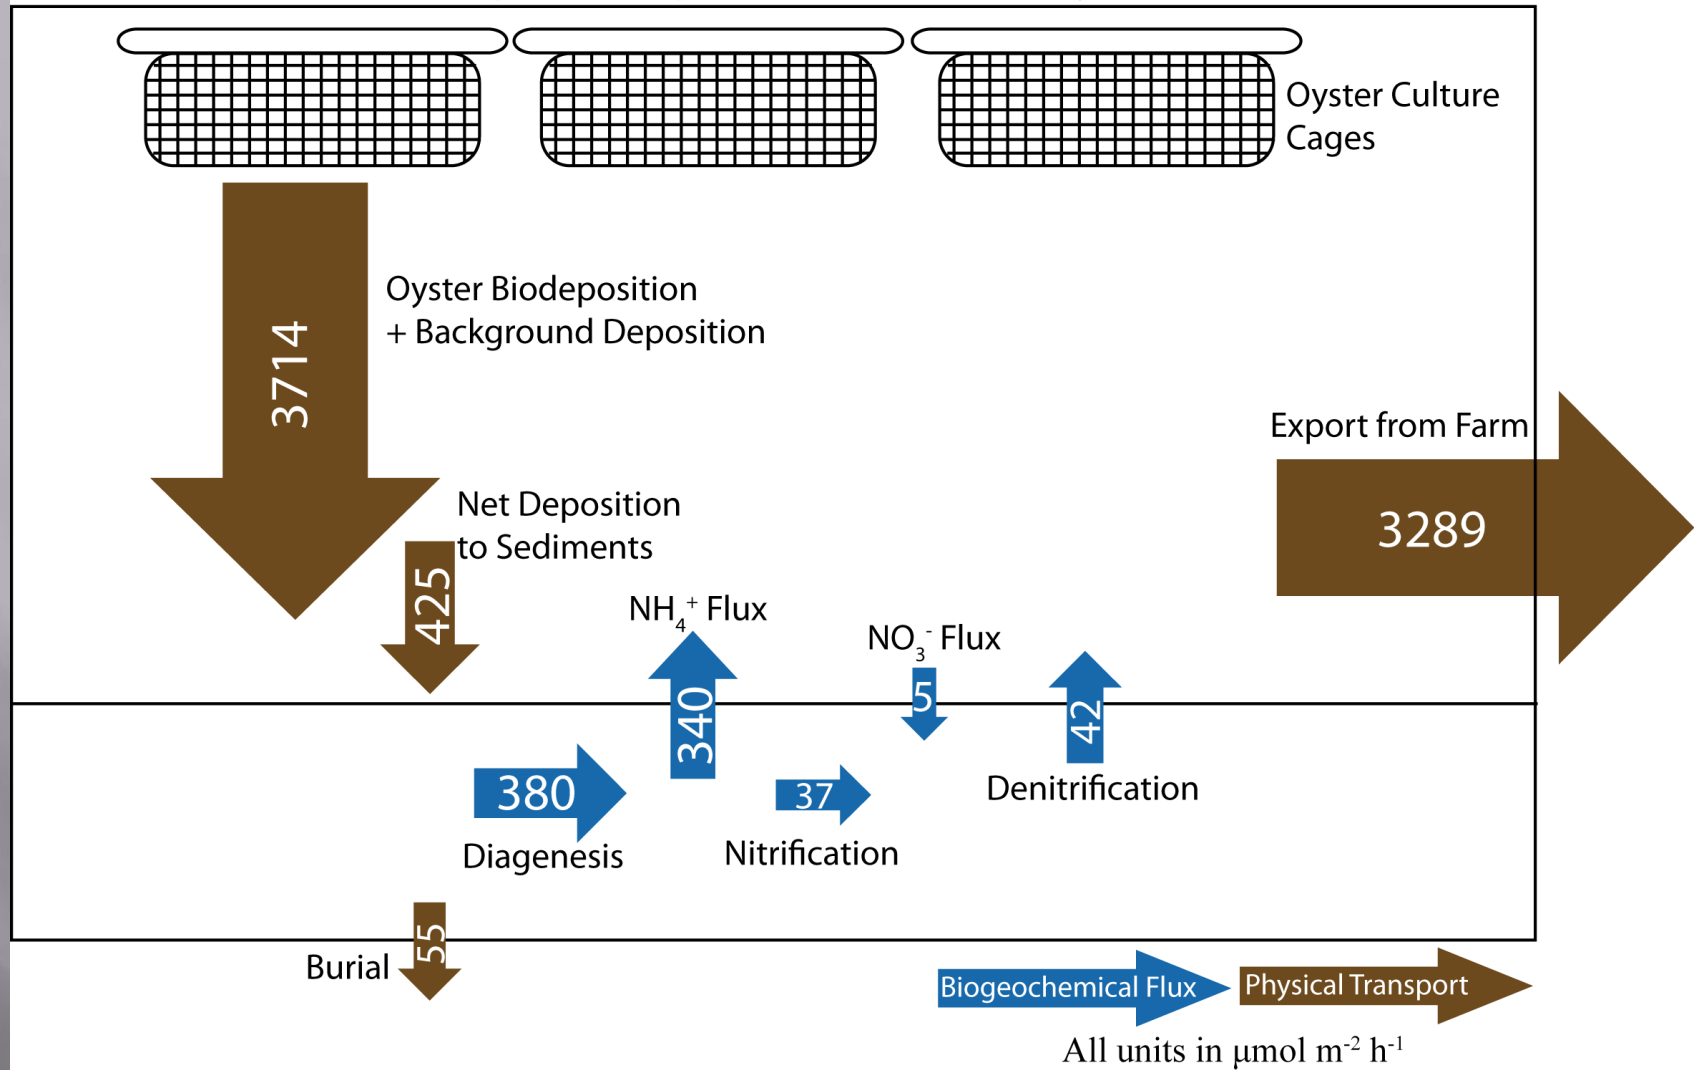 Oyster Culture
Cages
Oyster Biodeposition
+ Background Deposition
3714
Export from Farm
3289
Net Deposition
to Sediments
425
NH₄⁺ Flux
340
NO₃⁻ Flux
5
42
Denitrification
380
Diagenesis
37
Nitrification
55
Burial
Biogeochemical Flux
Physical Transport
All units in μmol m⁻² h⁻¹